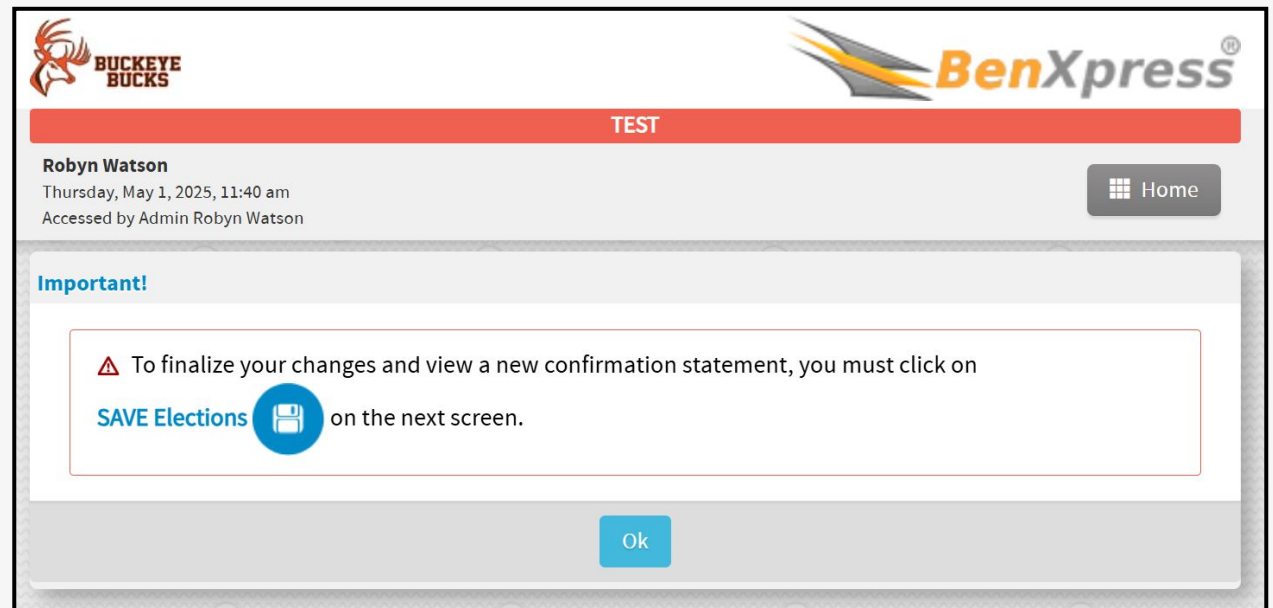 BUCKEYE
BUCKS
BenXpress®
TEST
Robyn Watson
Thursday, May 1, 2025, 11:40 am
Accessed by Admin Robyn Watson
Home
Important!
To finalize your changes and view a new confirmation statement, you must click on
SAVE Elections on the next screen.
Ok